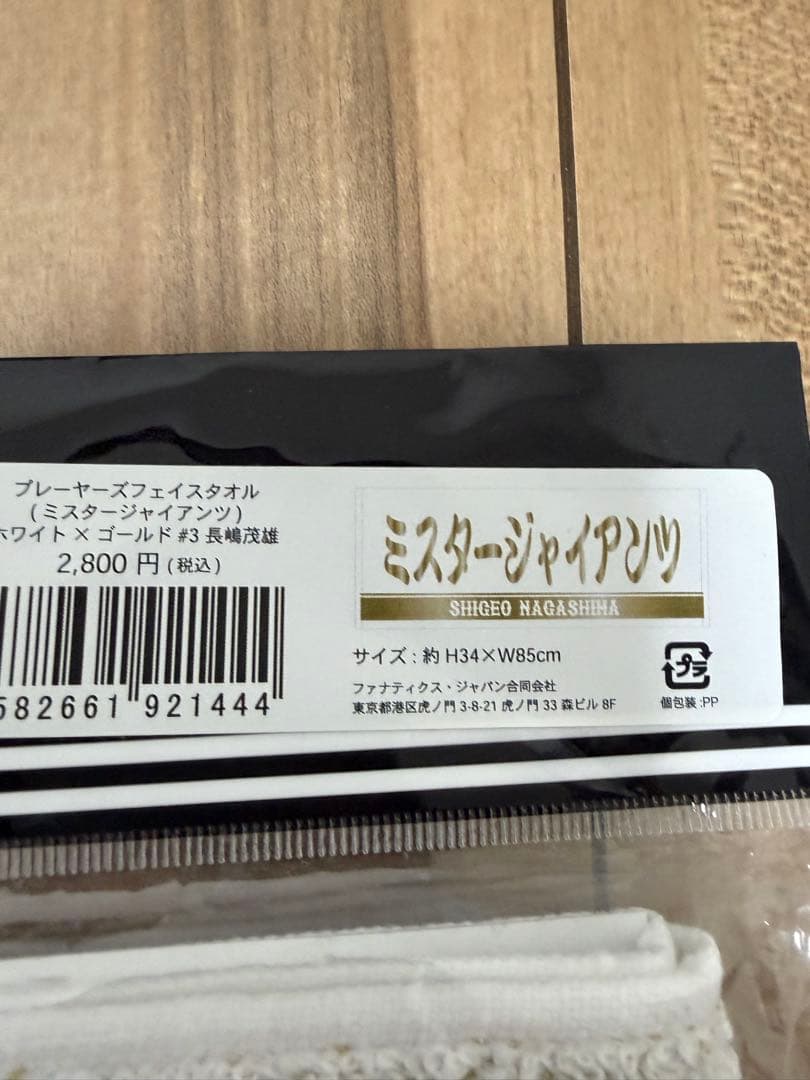 プレーヤーズフェイスタオル
(ミスタージャイアンツ)
ホワイト × ゴールド #3 長嶋茂雄
2,800 円 (税込)
582661 921444
ミスタージャイアンツ
SHIGEO NAGASHIMA
サイズ : 約 H34×W85cm
ファナティクス・ジャパン合同会社
東京都港区虎ノ門 3-8-21 虎ノ門 33 森ビル 8F
プラ
個包装 :PP